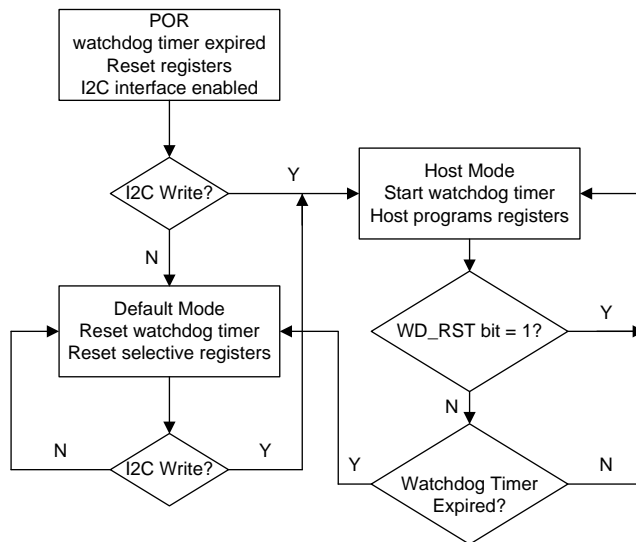 POR
watchdog timer expired
Reset registers
I2C interface enabled
I2C Write?
Y
N
Host Mode
Start watchdog timer
Host programs registers
Default Mode
Reset watchdog timer
Reset selective registers
WD_RST bit = 1?
Y
N
I2C Write?
N
Y
Watchdog Timer
Expired?
Y
N